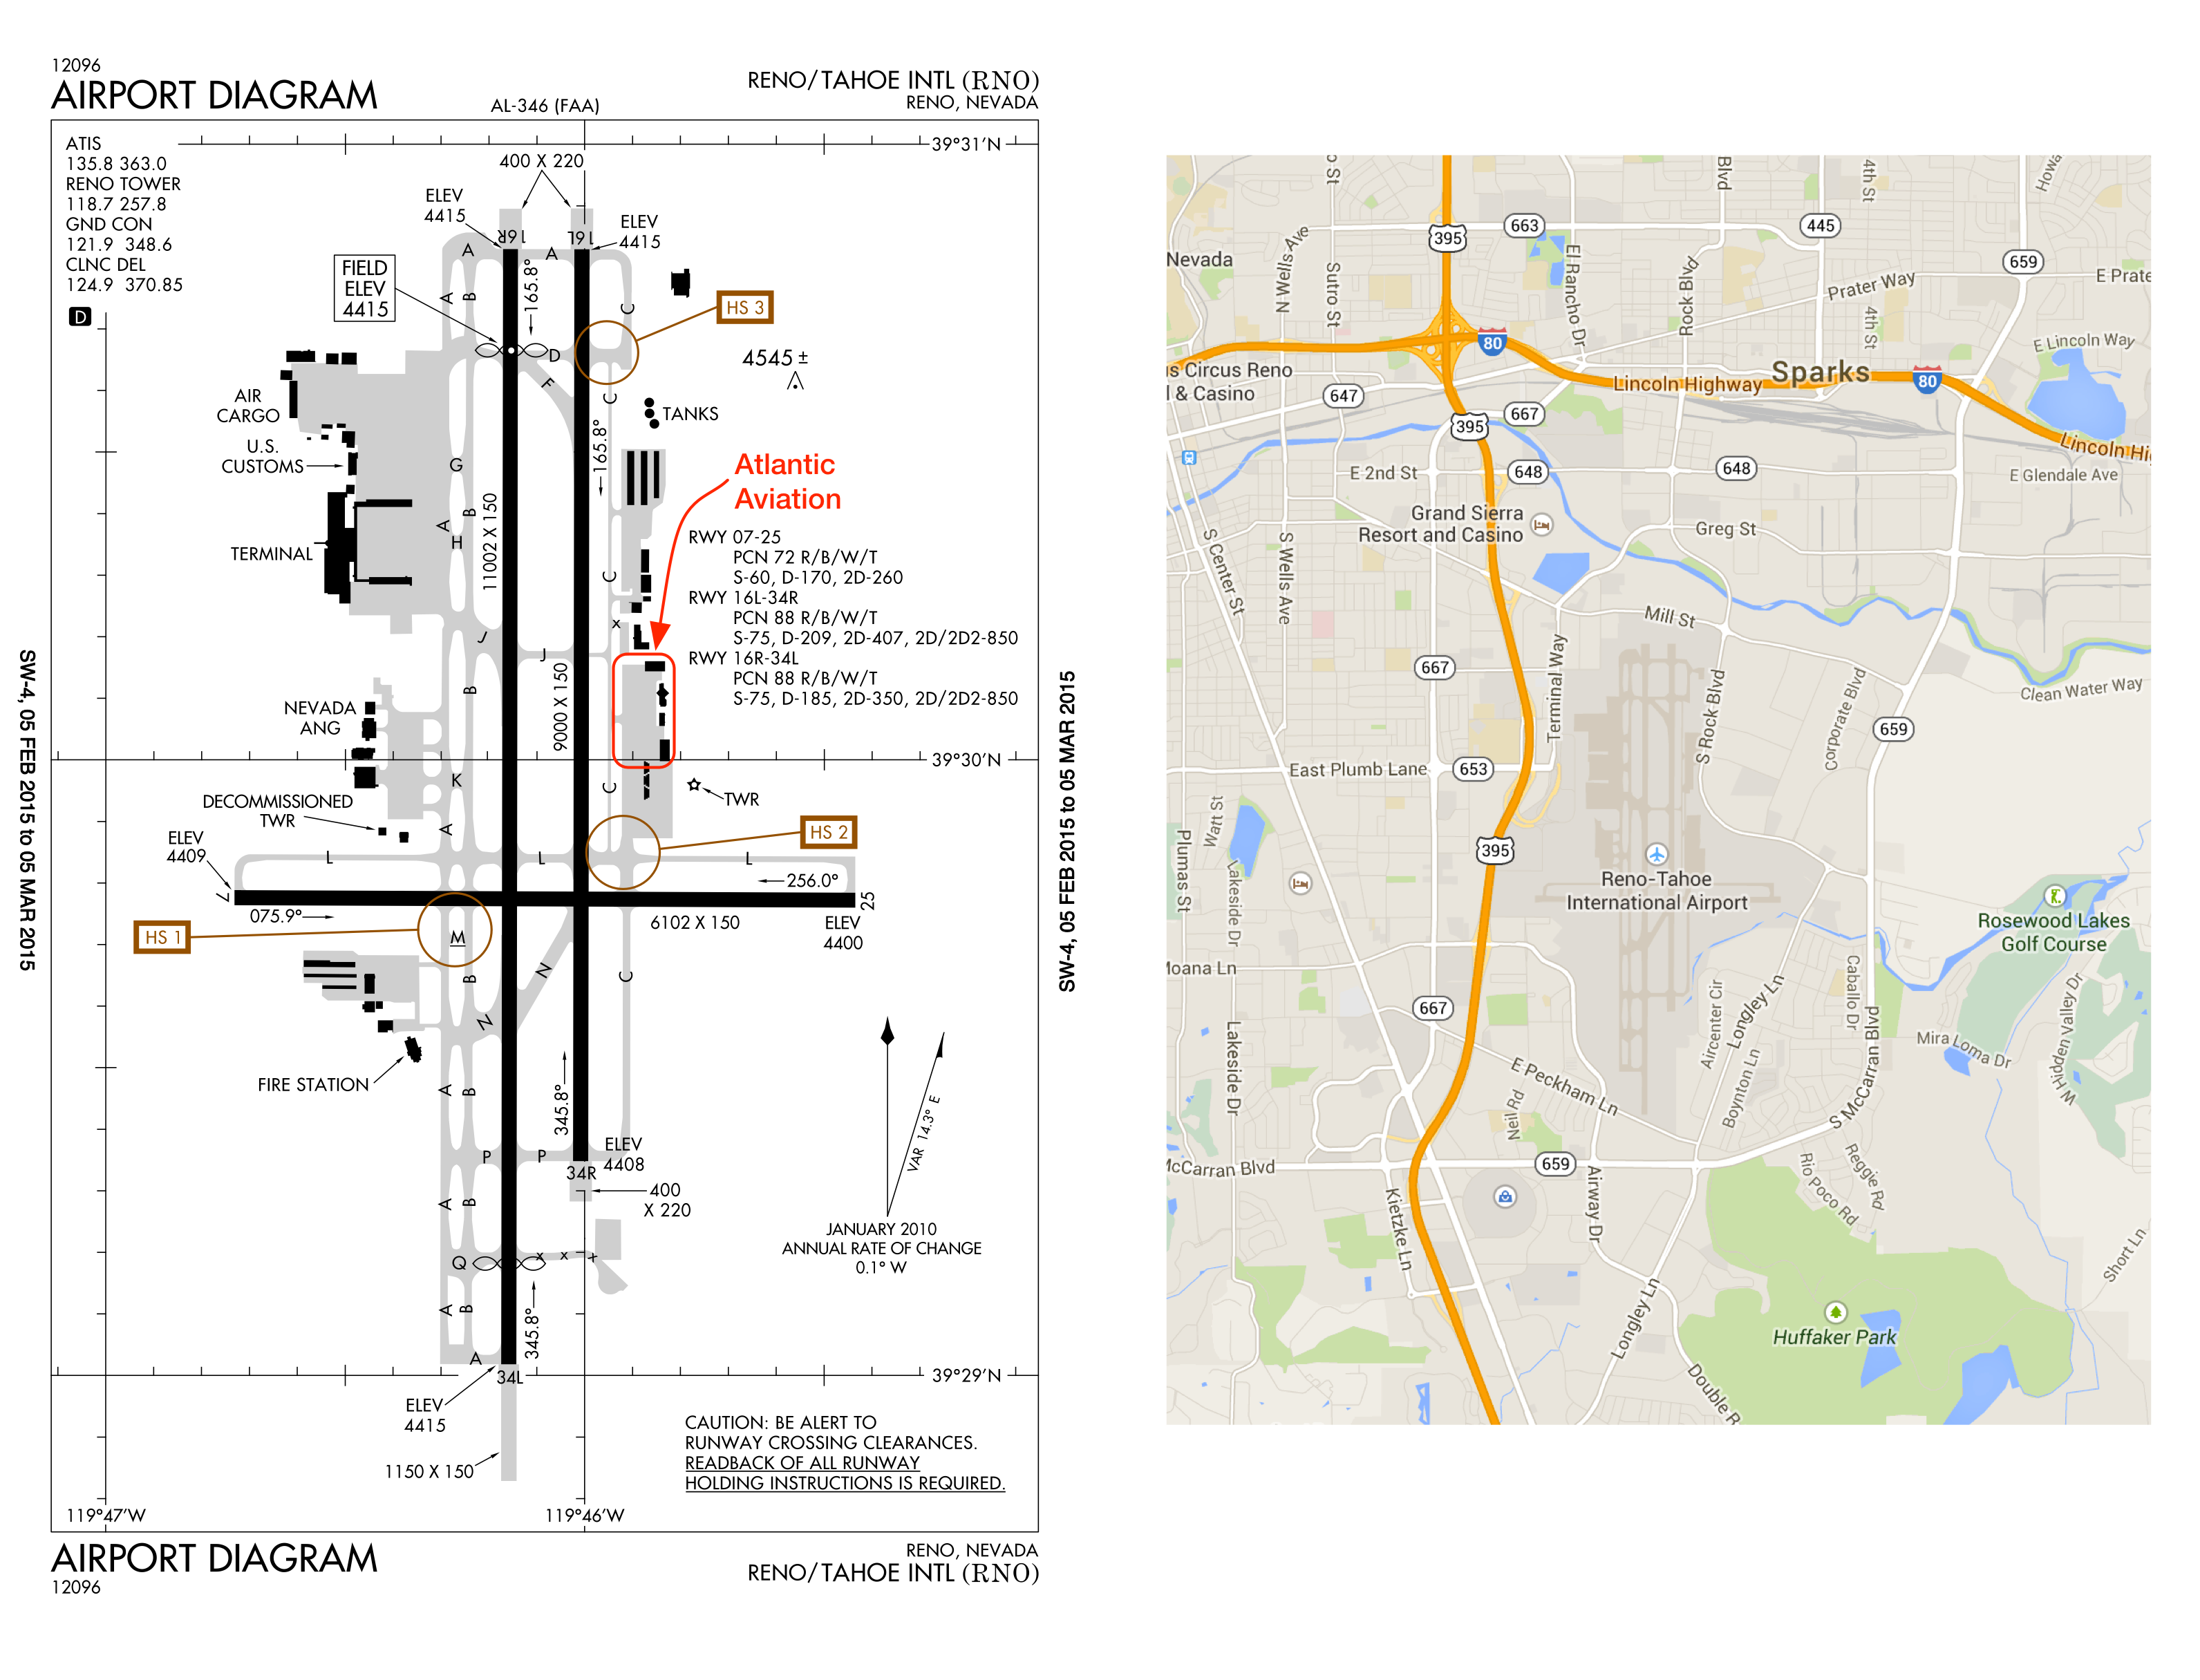 12096
AIRPORT DIAGRAM
AL-346 (FAA)
RENO/TAHOE INTL (RNO)
RENO, NEVADA
ATIS
135.8 363.0
RENO TOWER
118.7 257.8
GND CON
121.9 348.6
CLNC DEL
124.9 370.85
D
39°31'N
400 X 220
ELEV
4415
ELEV
4415
16R
16L
A
A
FIELD
ELEV
4415
165.8°
A
B
C
HS 3
D
F
4545 ±
C
TANKS
AIR
CARGO
U.S.
CUSTOMS
165.8°
G
Atlantic
Aviation
11002 X 150
A
B
H
TERMINAL
C
RWY 07-25
PCN 72 R/B/W/T
S-60, D-170, 2D-260
RWY 16L-34R
PCN 88 R/B/W/T
S-75, D-209, 2D-407, 2D/2D2-850
RWY 16R-34L
PCN 88 R/B/W/T
S-75, D-185, 2D-350, 2D/2D2-850
x
J
J
B
9000 X 150
NEVADA
ANG
39°30'N
K
C
TWR
DECOMMISSIONED
TWR
A
HS 2
ELEV
4409
L
L
L
256.0°
7
25
075.9°
6102 X 150
ELEV
4400
HS 1
M
B
N
C
N
FIRE STATION
A
B
345.8°
P
P
ELEV
4408
34R
400
X 220
A
B
VAR 14.3° E
JANUARY 2010
ANNUAL RATE OF CHANGE
0.1° W
Q
x
x
x
A
B
345.8°
A
34L
39°29'N
ELEV
4415
1150 X 150
CAUTION: BE ALERT TO
RUNWAY CROSSING CLEARANCES.
READBACK OF ALL RUNWAY
HOLDING INSTRUCTIONS IS REQUIRED.
119°47'W
119°46'W
AIRPORT DIAGRAM
12096
RENO, NEVADA
RENO/TAHOE INTL (RNO)
SW-4, 05 FEB 2015 to 05 MAR 2015
SW-4, 05 FEB 2015 to 05 MAR 2015
o St
Blvd
4th St
Howa
N Wells Ave
395
663
445
659
Nevada
Sutro St
El Rancho Dr
Rock Blvd
Prater Way
E Prate
4th St
80
E Lincoln Way
is Circus Reno
l & Casino
Lincoln Highway
Sparks
80
647
667
395
Lincoln Hi
E 2nd St
648
648
E Glendale Ave
Grand Sierra
Resort and Casino
Greg St
S Center St
S Wells Ave
Mill St
Terminal Way
667
S Rock Blvd
Corporate Blvd
Clean Water Way
659
East Plumb Lane
653
Watt St
Plumas St
395
Lakeside Dr
Reno-Tahoe
International Airport
Rosewood Lakes
Golf Course
Moana Ln
667
Aircenter Cir
Longley Ln
Caballo Dr
W Hidden Valley Dr
Mira Loma Dr
Lakeside Dr
E Peckham Ln
Neil Rd
Boynton Ln
S McCarran Blvd
McCarran Blvd
659
Reggie Rd
Rio Poco Rd
Kietzke Ln
Airway Dr
Short Ln
Longley Ln
Huffaker Park
Double R